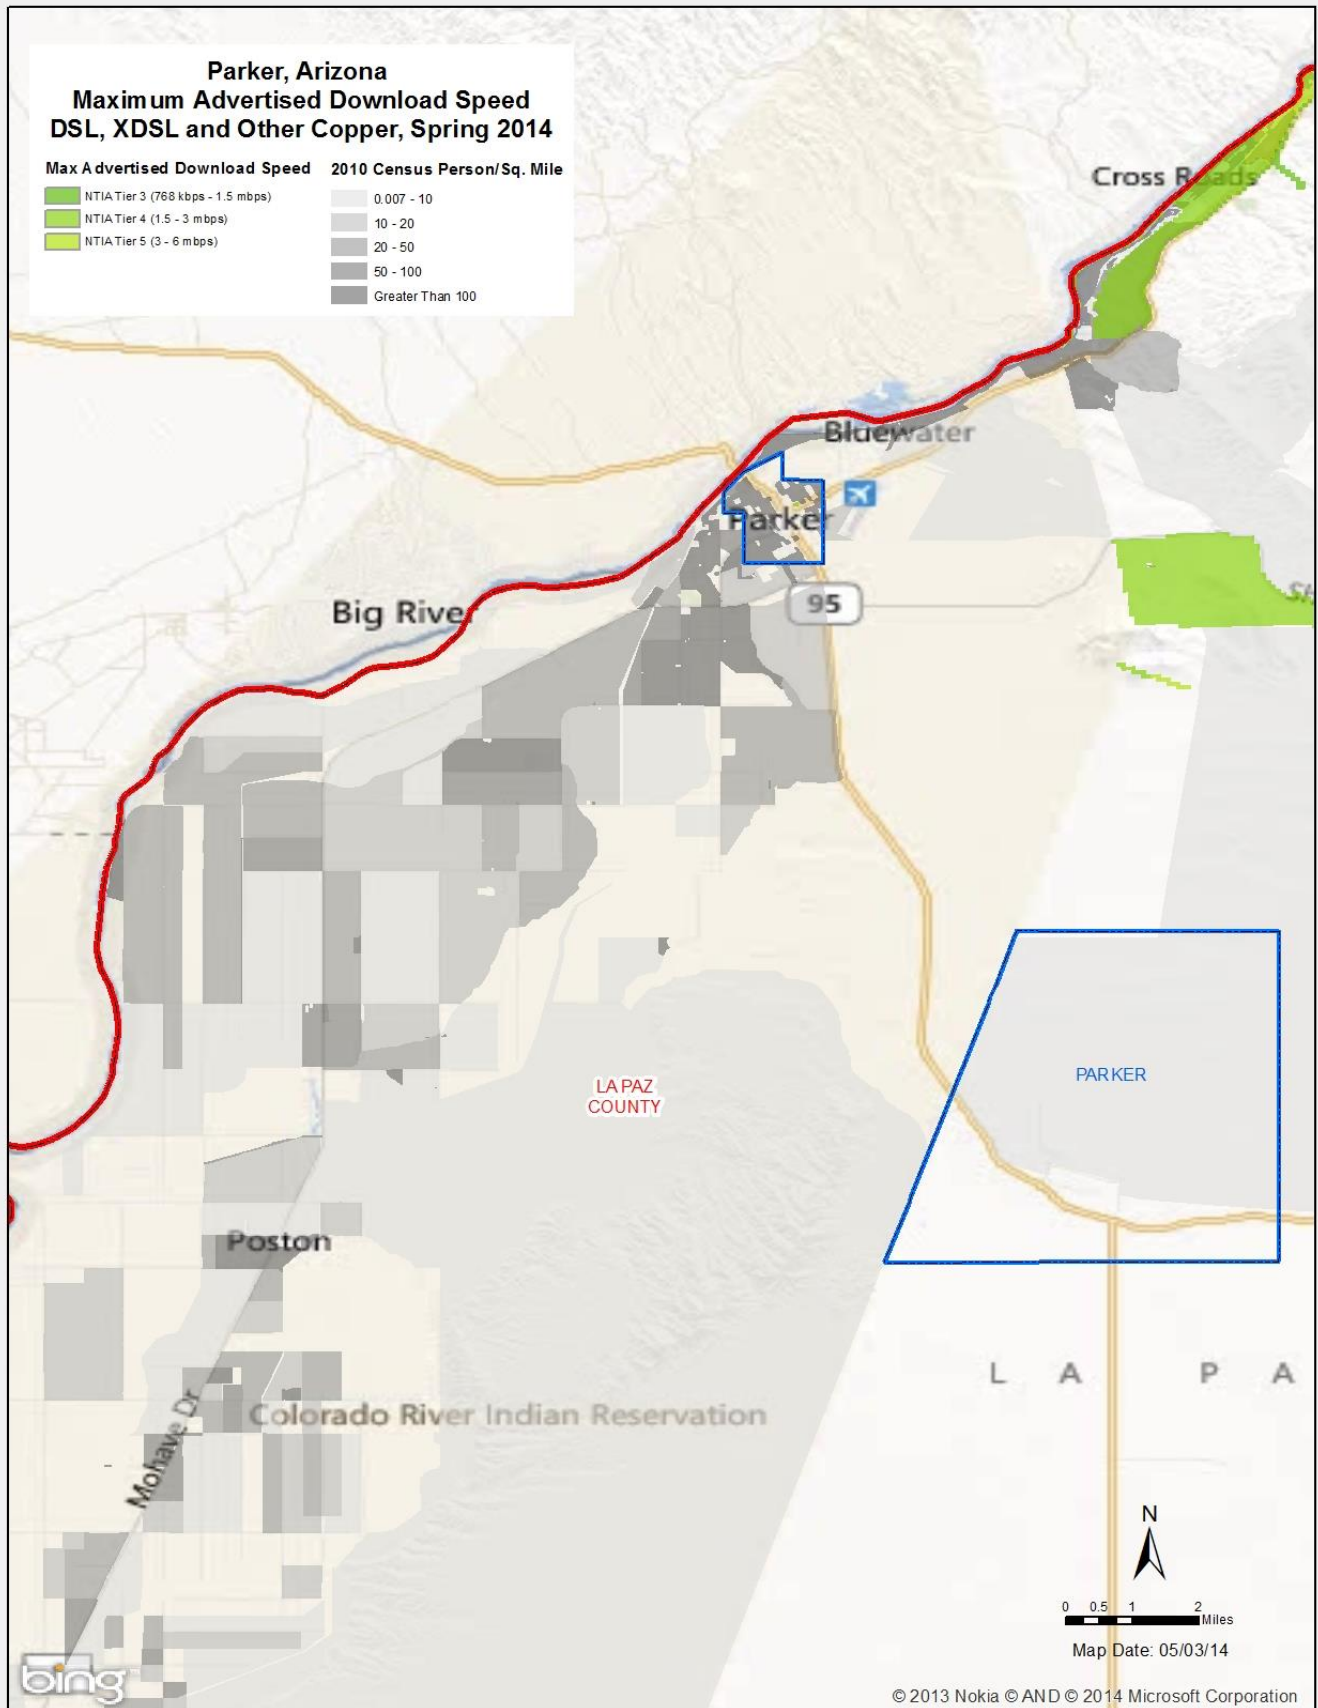 Parker, Arizona
Maximum Advertised Download Speed
DSL, XDSL and Other Copper, Spring 2014
Max Advertised Download Speed
NTIA Tier 3 (768 kbps - 1.5 mbps)
NTIA Tier 4 (1.5 - 3 mbps)
NTIA Tier 5 (3 - 6 mbps)
2010 Census Person/Sq. Mile
0.007 - 10
10 - 20
20 - 50
50 - 100
Greater Than 100
Cross Roads
Bluewater
Parker
95
Big River
LA PAZ
COUNTY
PARKER
Poston
L A P A
Colorado River Indian Reservation
Mohave Dr
N
0 0.5 1 2
Miles
Map Date: 05/03/14
bing
© 2013 Nokia © AND © 2014 Microsoft Corporation